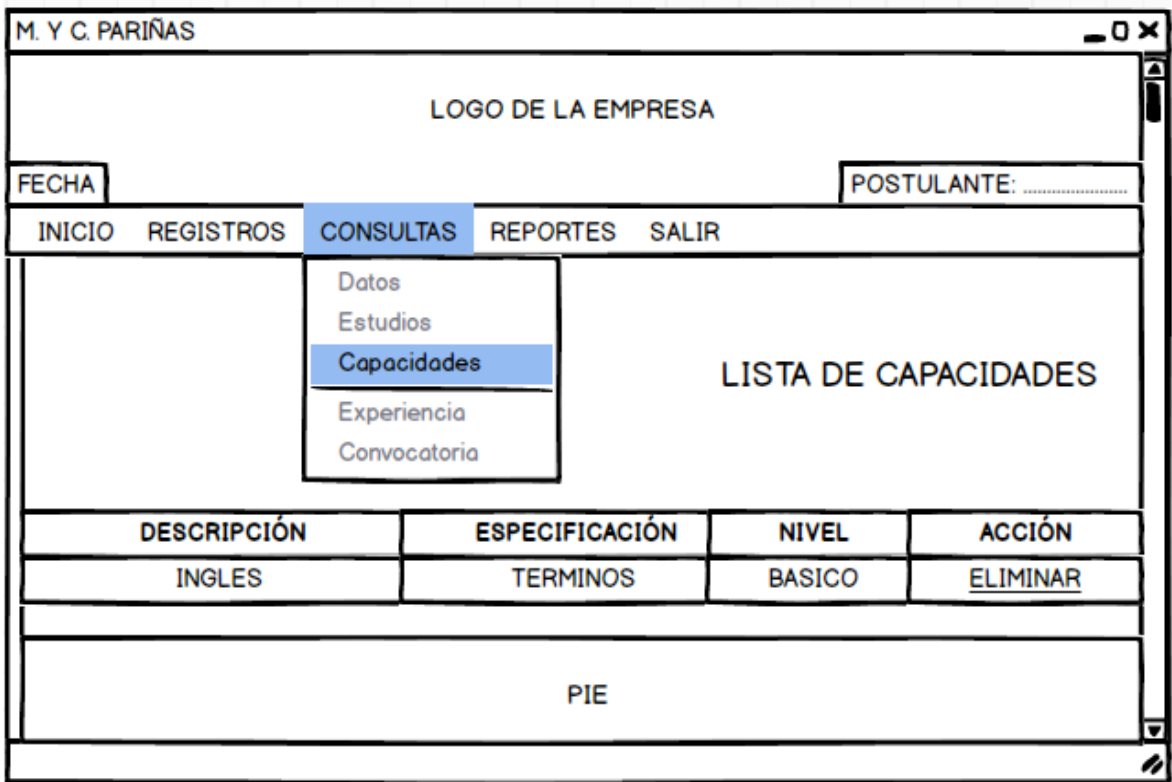 M. Y C. PARIÑAS
LOGO DE LA EMPRESA
FECHA
POSTULANTE: ........................
INICIO REGISTROS CONSULTAS REPORTES SALIR
Datos
Estudios
Capacidades
Experiencia
Convocatoria
LISTA DE CAPACIDADES
DESCRIPCIÓN ESPECIFICACIÓN NIVEL ACCIÓN
INGLES TERMINOS BASICO ELIMINAR
PIE